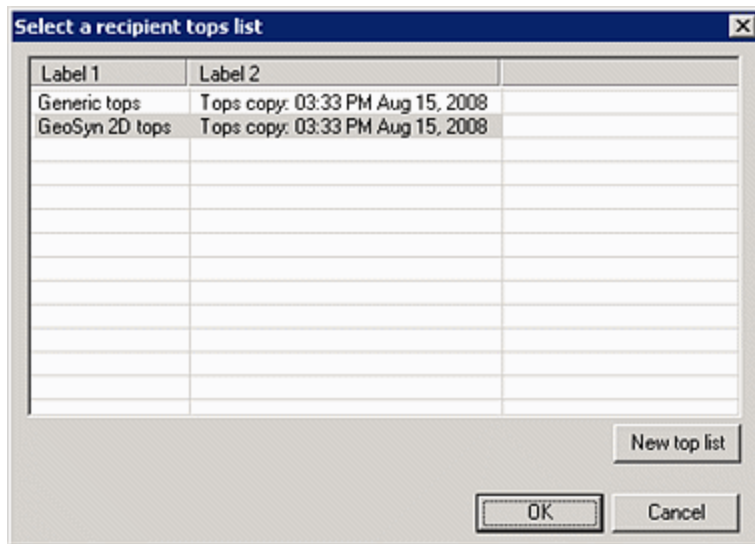 Select a recipient tops list
Label 1 Label 2
Generic tops Tops copy: 03:33 PM Aug 15, 2008
GeoSyn 2D tops Tops copy: 03:33 PM Aug 15, 2008
New top list
OK Cancel